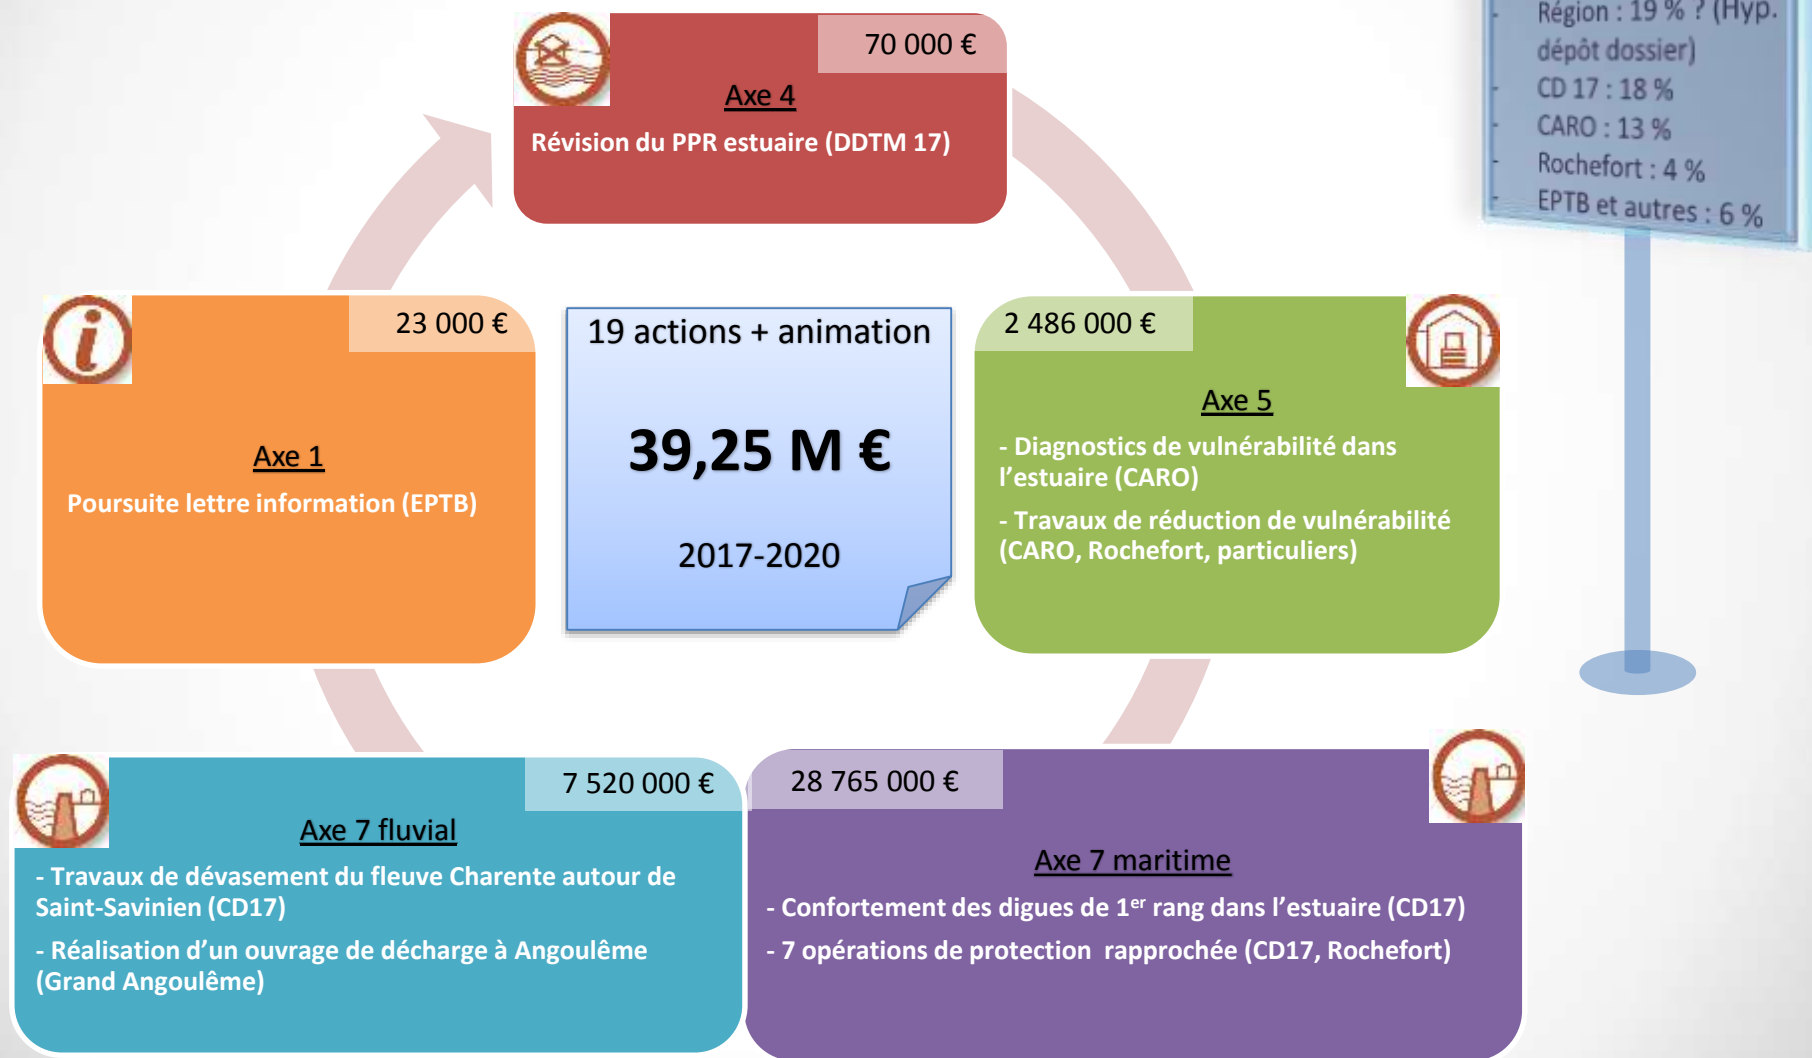 70 000 €
Axe 4
Révision du PPR estuaire (DDTM 17)
Région : 19 % ? (Hyp.
dépôt dossier)
- CD 17 : 18 %
- CARO : 13 %
- Rochefort : 4 %
- EPTB et autres : 6 %
23 000 €
Axe 1
Poursuite lettre information (EPTB)
19 actions + animation
39,25 M €
2017-2020
2 486 000 €
Axe 5
- Diagnostics de vulnérabilité dans
l’estuaire (CARO)
- Travaux de réduction de vulnérabilité
(CARO, Rochefort, particuliers)
7 520 000 €
Axe 7 fluvial
- Travaux de dévasement du fleuve Charente autour de
Saint-Savinien (CD17)
- Réalisation d’un ouvrage de décharge à Angoulême
(Grand Angoulême)
28 765 000 €
Axe 7 maritime
- Confortement des digues de 1er rang dans l’estuaire (CD17)
- 7 opérations de protection rapprochée (CD17, Rochefort)